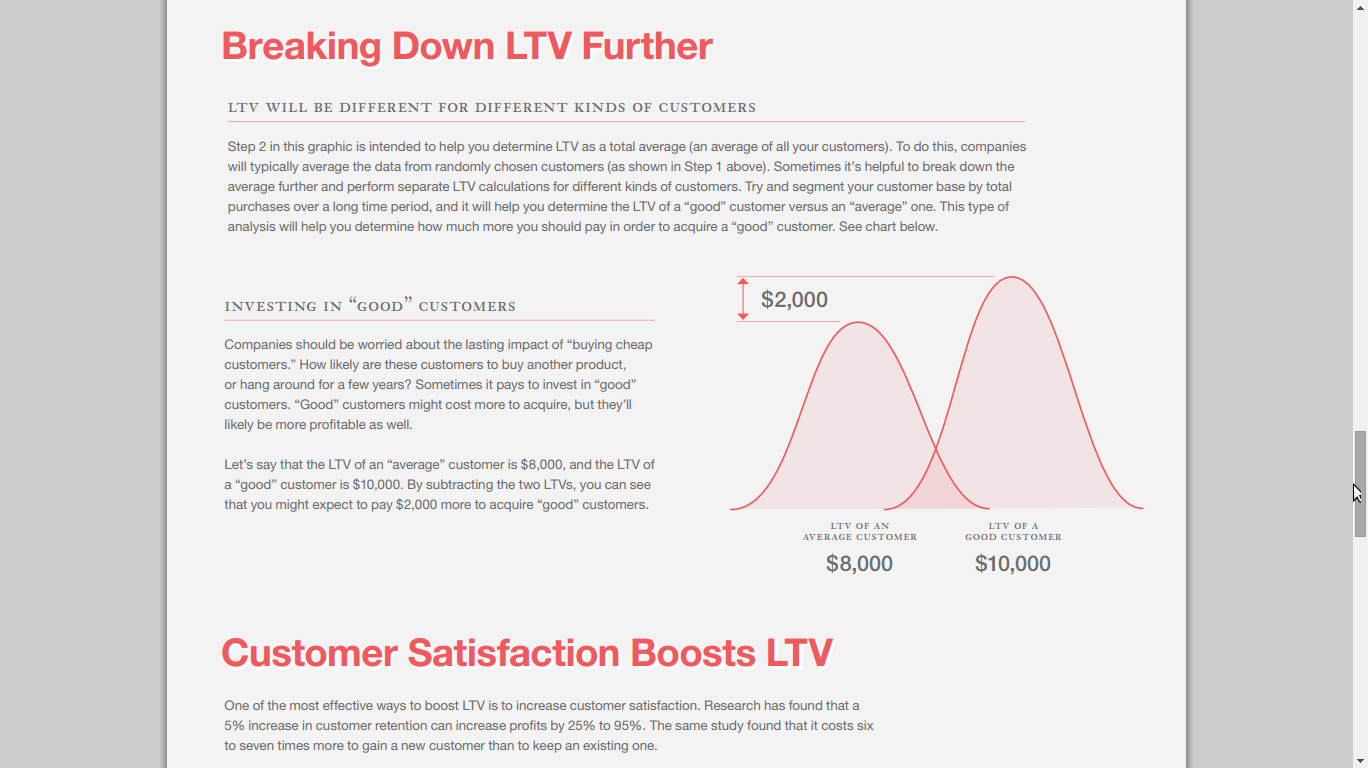 Breaking Down LTV Further
LTV WILL BE DIFFERENT FOR DIFFERENT KINDS OF CUSTOMERS
Step 2 in this graphic is intended to help you determine LTV as a total average (an average of all your customers). To do this, companies
will typically average the data from randomly chosen customers (as shown in Step 1 above). Sometimes it’s helpful to break down the
average further and perform separate LTV calculations for different kinds of customers. Try and segment your customer base by total
purchases over a long time period, and it will help you determine the LTV of a “good” customer versus an “average” one. This type of
analysis will help you determine how much more you should pay in order to acquire a “good” customer. See chart below.
INVESTING IN “GOOD” CUSTOMERS
Companies should be worried about the lasting impact of “buying cheap
customers.” How likely are these customers to buy another product,
or hang around for a few years? Sometimes it pays to invest in “good”
customers. “Good” customers might cost more to acquire, but they’ll
likely be more profitable as well.
Let’s say that the LTV of an “average” customer is $8,000, and the LTV of
a “good” customer is $10,000. By subtracting the two LTVs, you can see
that you might expect to pay $2,000 more to acquire “good” customers.
$2,000
LTV OF AN
AVERAGE CUSTOMER
$8,000
LTV OF A
GOOD CUSTOMER
$10,000
Customer Satisfaction Boosts LTV
One of the most effective ways to boost LTV is to increase customer satisfaction. Research has found that a
5% increase in customer retention can increase profits by 25% to 95%. The same study found that it costs six
to seven times more to gain a new customer than to keep an existing one.